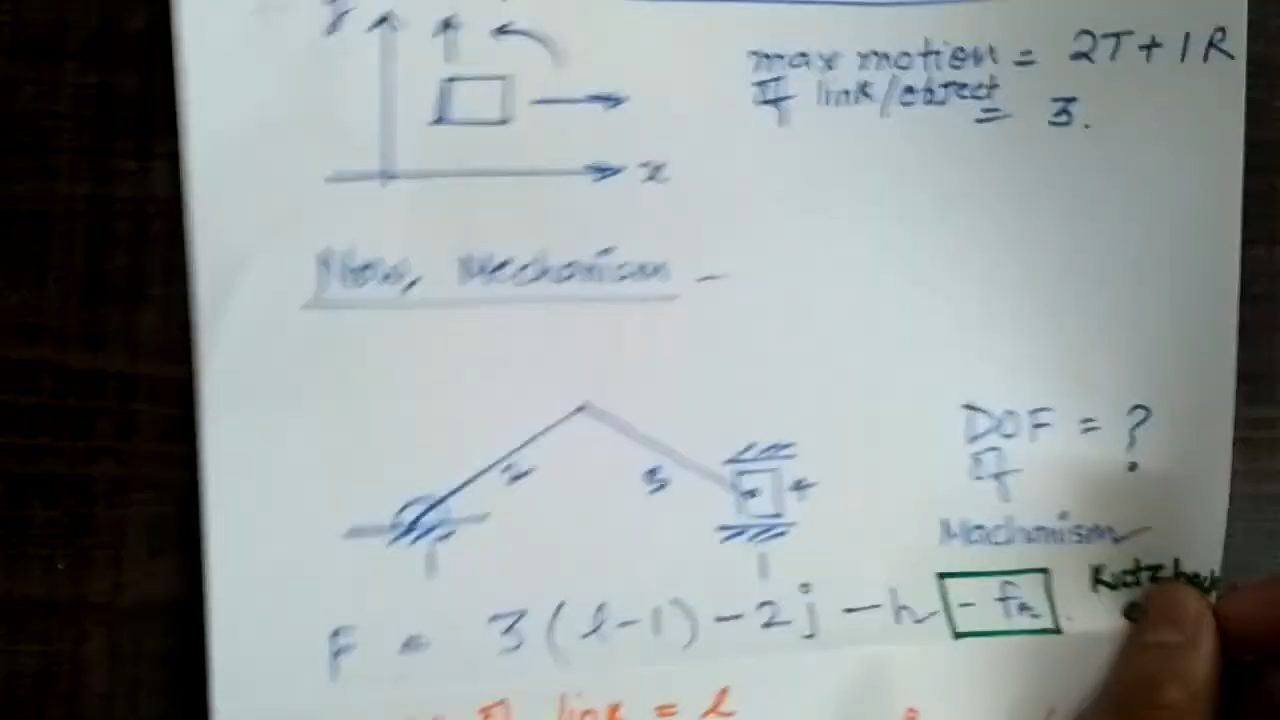 y
max motion = 2T + 1R
link/object
= 3.
x
Now, Mechanism -
2
3
4
DOF = ?
Mechanism
1
1
F = 3(l-1) - 2j - h - fr.
link = l